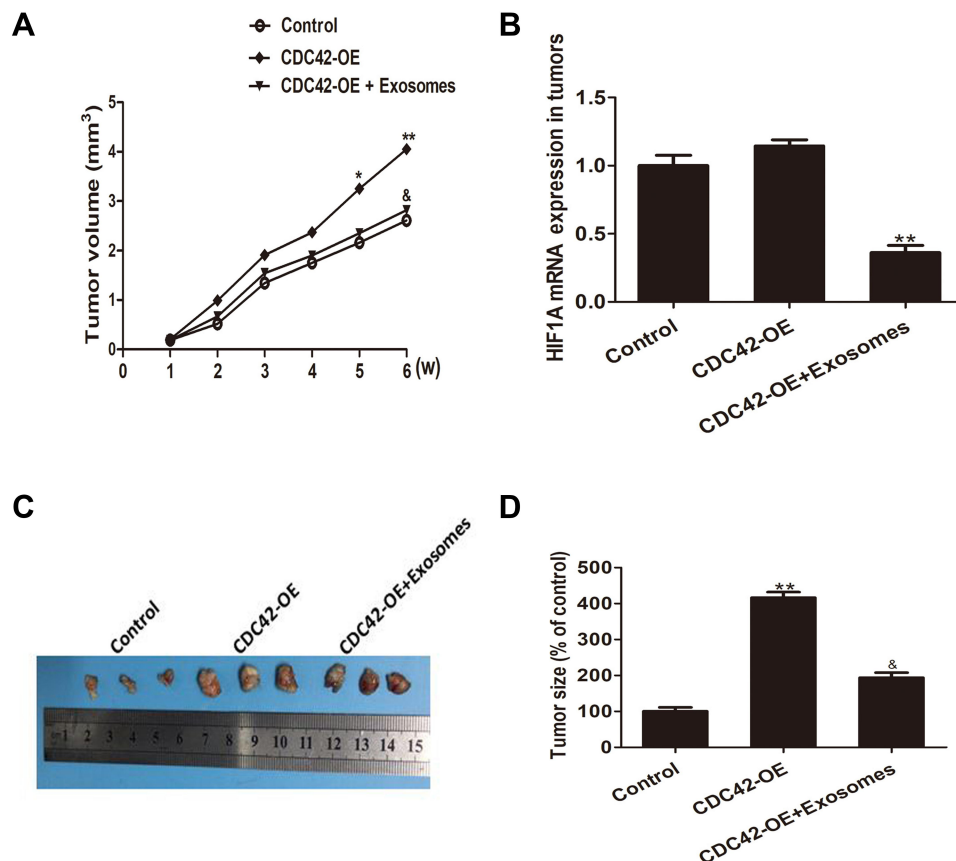 A
Control
CDC42-OE
CDC42-OE + Exosomes
Tumor volume (mm³)
5
4
3
2
1
0
0 1 2 3 4 5 6 (w)
*
**
&
B
HIF1A mRNA expression in tumors
1.5
1.0
0.5
0.0
**
Control
CDC42-OE
CDC42-OE+Exosomes
C
Control
CDC42-OE
CDC42-OE+Exosomes
1 2 3 4 5 6 7 8 9 10 11 12 13 14 15
D
Tumor size (% of control)
500
400
300
200
100
0
**
&
Control
CDC42-OE
CDC42-OE+Exosomes